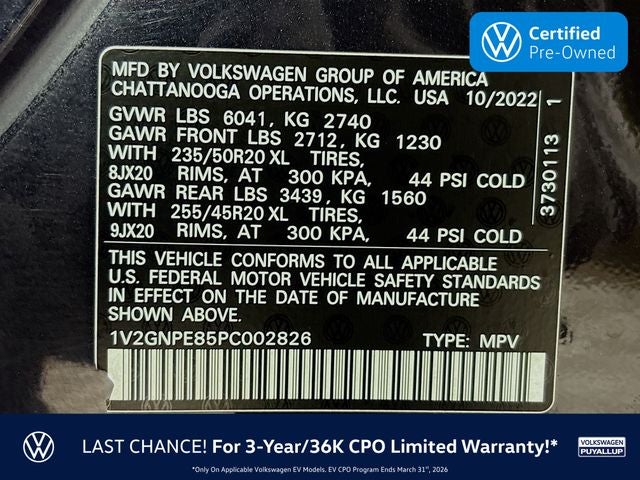 Certified
Pre-Owned
MFD BY VOLKSWAGEN GROUP OF AMERICA
CHATTANOOGA OPERATIONS, LLC. USA 10/2022
GVWR LBS 6041, KG 2740
GAWR FRONT LBS 2712, KG 1230
WITH 235/50R20 XL TIRES,
8JX20 RIMS, AT 300 KPA, 44 PSI COLD
GAWR REAR LBS 3439, KG 1560
WITH 255/45R20 XL TIRES,
9JX20 RIMS, AT 300 KPA, 44 PSI COLD
3730113 1
THIS VEHICLE CONFORMS TO ALL APPLICABLE
U.S. FEDERAL MOTOR VEHICLE SAFETY STANDARDS
IN EFFECT ON THE DATE OF MANUFACTURE
SHOWN ABOVE.
1V2GNPE85PC002826 TYPE: MPV
LAST CHANCE! For 3-Year/36K CPO Limited Warranty!*
*Only On Applicable Volkswagen EV Models. EV CPO Program Ends March 31st, 2026
VOLKSWAGEN
PUYALLUP